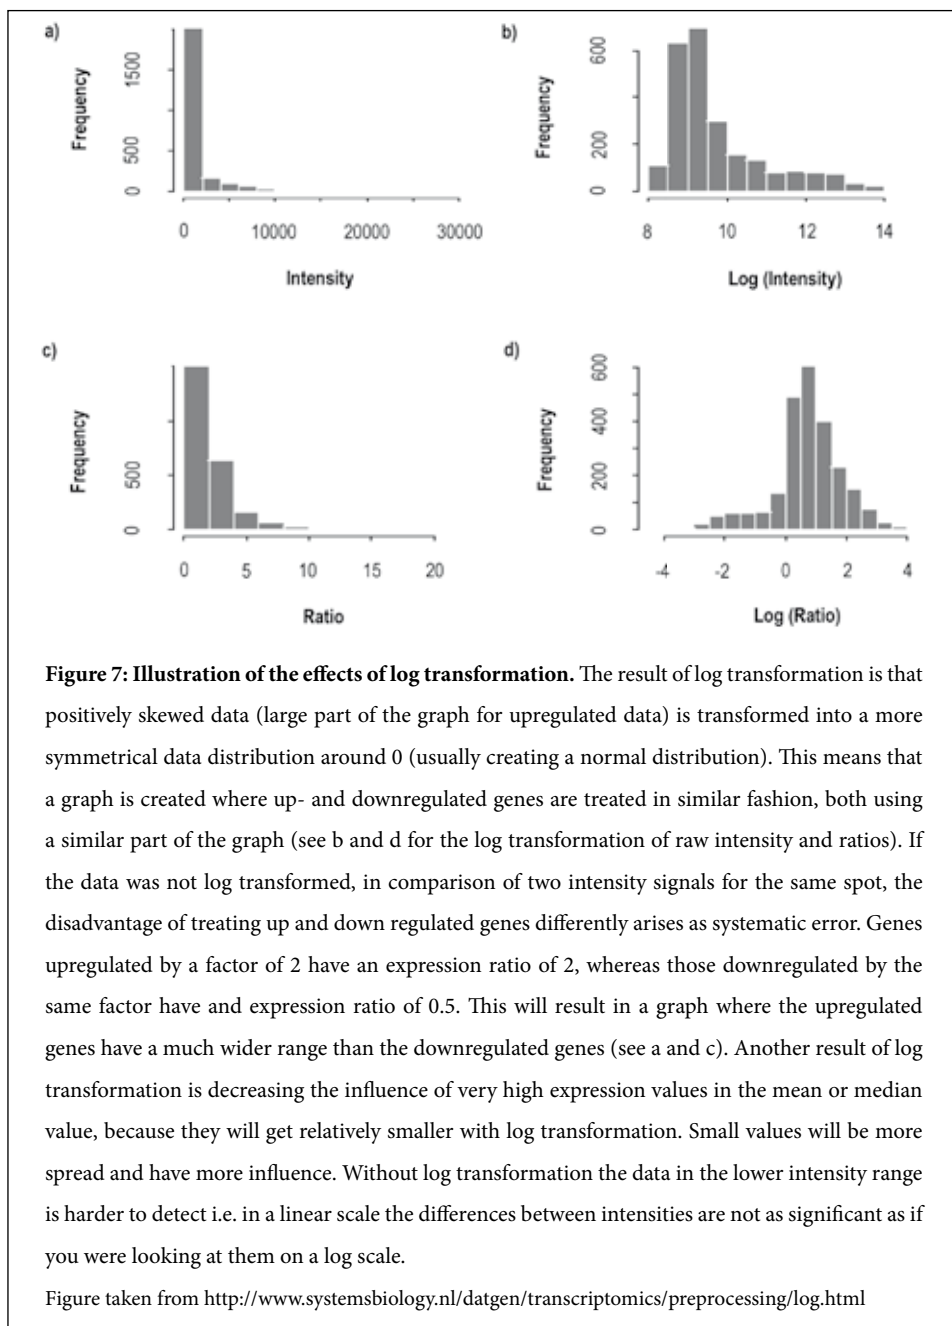 a)
Frequency
1500
500
0
0 10000 20000 30000
Intensity
b)
Frequency
600
200
0
8 10 12 14
Log (Intensity)
c)
Frequency
500
0
0 5 10 15 20
Ratio
d)
Frequency
600
400
200
0
-4 -2 0 2 4
Log (Ratio)
Figure 7: Illustration of the effects of log transformation. The result of log transformation is that
positively skewed data (large part of the graph for upregulated data) is transformed into a more
symmetrical data distribution around 0 (usually creating a normal distribution). This means that
a graph is created where up- and downregulated genes are treated in similar fashion, both using
a similar part of the graph (see b and d for the log transformation of raw intensity and ratios). If
the data was not log transformed, in comparison of two intensity signals for the same spot, the
disadvantage of treating up and down regulated genes differently arises as systematic error. Genes
upregulated by a factor of 2 have an expression ratio of 2, whereas those downregulated by the
same factor have and expression ratio of 0.5. This will result in a graph where the upregulated
genes have a much wider range than the downregulated genes (see a and c). Another result of log
transformation is decreasing the influence of very high expression values in the mean or median
value, because they will get relatively smaller with log transformation. Small values will be more
spread and have more influence. Without log transformation the data in the lower intensity range
is harder to detect i.e. in a linear scale the differences between intensities are not as significant as if
you were looking at them on a log scale.
Figure taken from http://www.systemsbiology.nl/datgen/transcriptomics/preprocessing/log.html